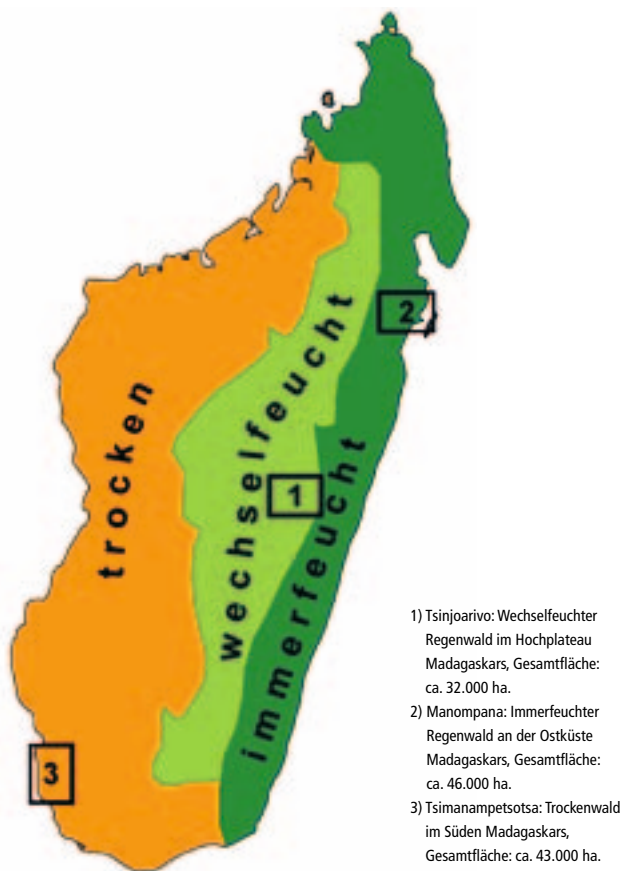 trocken
wechselfeucht
immerfeucht
2
1
3
1) Tsinjoarivo: Wechselfeuchter
Regenwald im Hochplateau
Madagaskars, Gesamtfläche:
ca. 32.000 ha.
2) Manompana: Immerfeuchter
Regenwald an der Ostküste
Madagaskars, Gesamtfläche:
ca. 46.000 ha.
3) Tsimanampetsotsa: Trockenwald
im Süden Madagaskars,
Gesamtfläche: ca. 43.000 ha.